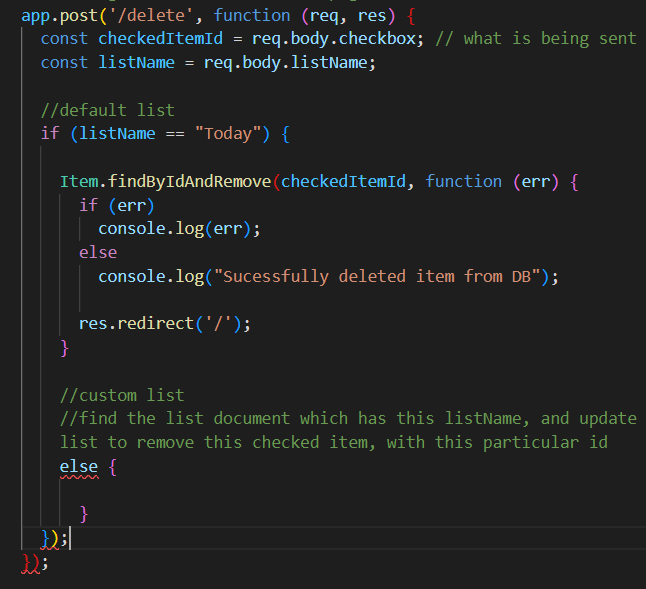 app.post('/delete', function (req, res) {
  const checkedItemId = req.body.checkbox; // what is being sent
  const listName = req.body.listName;

  //default list
  if (listName == "Today") {

    Item.findByIdAndRemove(checkedItemId, function (err) {
      if (err)
        console.log(err);
      else
        console.log("Sucessfully deleted item from DB");

      res.redirect('/');
    }

    //custom list
    //find the list document which has this listName, and update
    list to remove this checked item, with this particular id
    else {

      }
  });
});